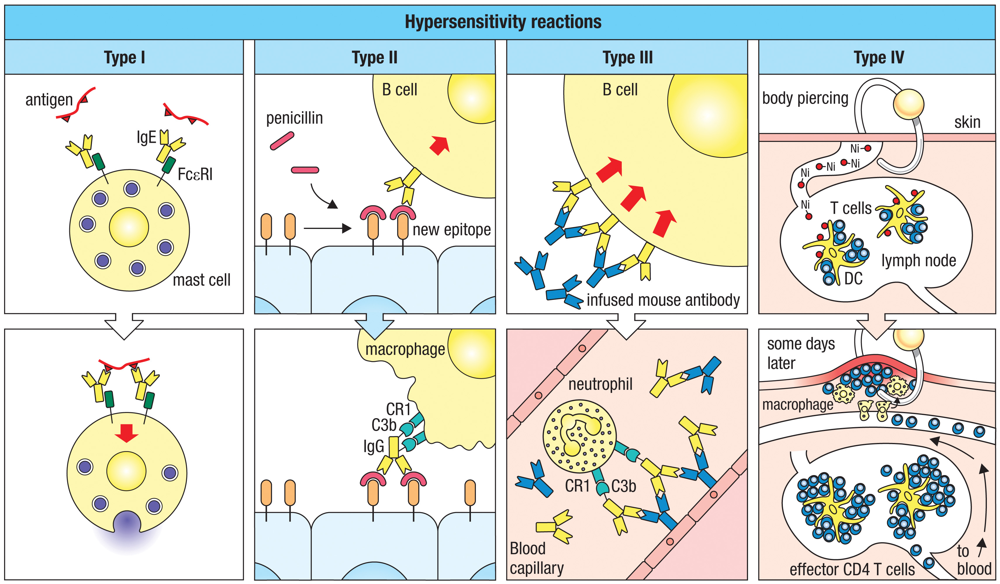 Hypersensitivity reactions
Type I
Type II
Type III
Type IV
antigen
IgE
FcεRI
mast cell
B cell
penicillin
new epitope
B cell
infused mouse antibody
body piercing
skin
Ni
Ni
Ni
Ni
Ni
T cells
lymph node
DC
macrophage
CR1
C3b
IgG
neutrophil
CR1
C3b
Blood
capillary
some days
later
macrophage
to
blood
effector CD4 T cells